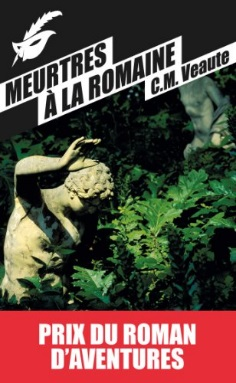 MEURTRES
À LA ROMAINE
C.M. Veaute
PRIX DU ROMAN
D'AVENTURES